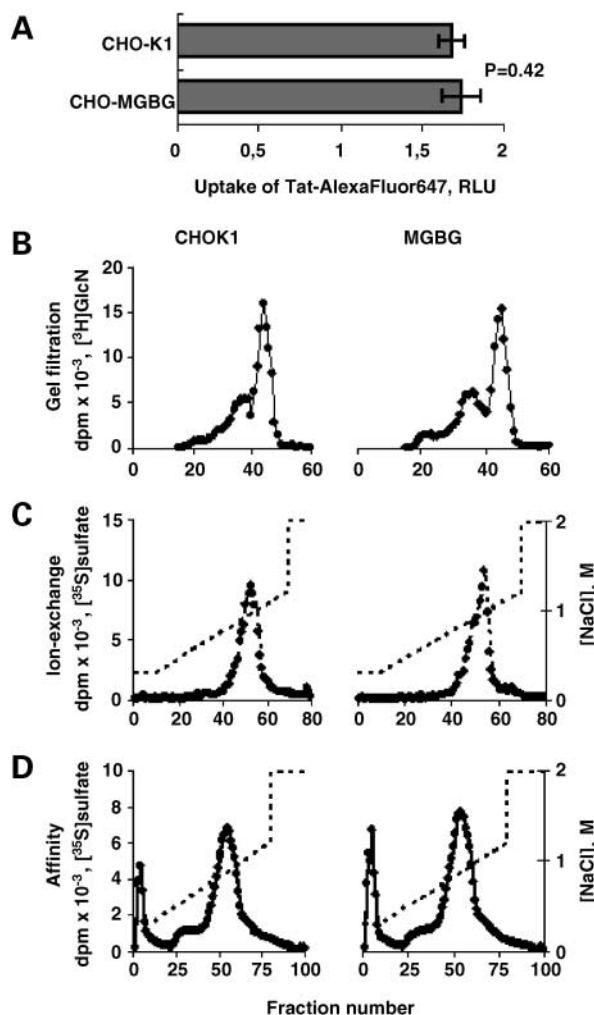 A
CHO-K1
P=0.42
CHO-MGBG
0 0,5 1 1,5 2
Uptake of Tat-AlexaFluor647, RLU
CHOK1 MGBG
B
Gel filtration
dpm x 10⁻³, [³H]GlcN
20
15
10
5
0
0 20 40 60
0 20 40 60
C
Ion-exchange
dpm x 10⁻³, [³⁵S]sulfate
15
10
5
0
0 20 40 60 80
0 20 40 60 80
2
1
0
[NaCl], M
D
Affinity
dpm x 10⁻³, [³⁵S]sulfate
10
8
6
4
2
0
0 25 50 75 100
0 25 50 75 100
2
1
0
[NaCl], M
Fraction number